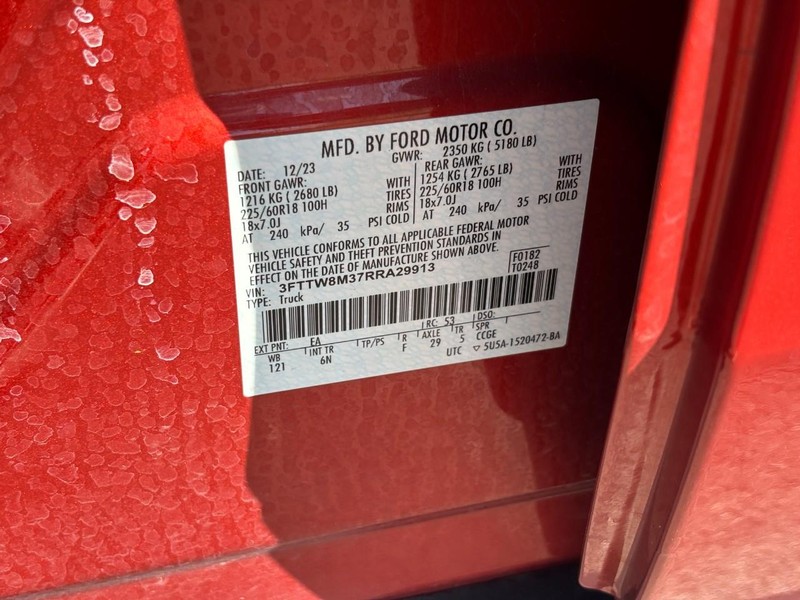 MFD. BY FORD MOTOR CO.
DATE: 12/23 GVWR: 2350 KG ( 5180 LB)
FRONT GAWR: REAR GAWR:
1216 KG ( 2680 LB) WITH 1254 KG ( 2765 LB) WITH
225/60R18 100H TIRES 225/60R18 100H TIRES
18x7.0J RIMS 18x7.0J RIMS
AT 240 kPa/ 35 PSI COLD AT 240 kPa/ 35 PSI COLD
THIS VEHICLE CONFORMS TO ALL APPLICABLE FEDERAL MOTOR
VEHICLE SAFETY AND THEFT PREVENTION STANDARDS IN
EFFECT ON THE DATE OF MANUFACTURE SHOWN ABOVE.
VIN: 3FTTW8M37RRA29913 F0182
TYPE: Truck T0248
EXT PNT: EA RC: 53 DSO:
WB INT TR TP/PS R AXLE TR SPR
121 6N F 29 5 CCGE
UTC ▽ 5U5A-1520472-BA